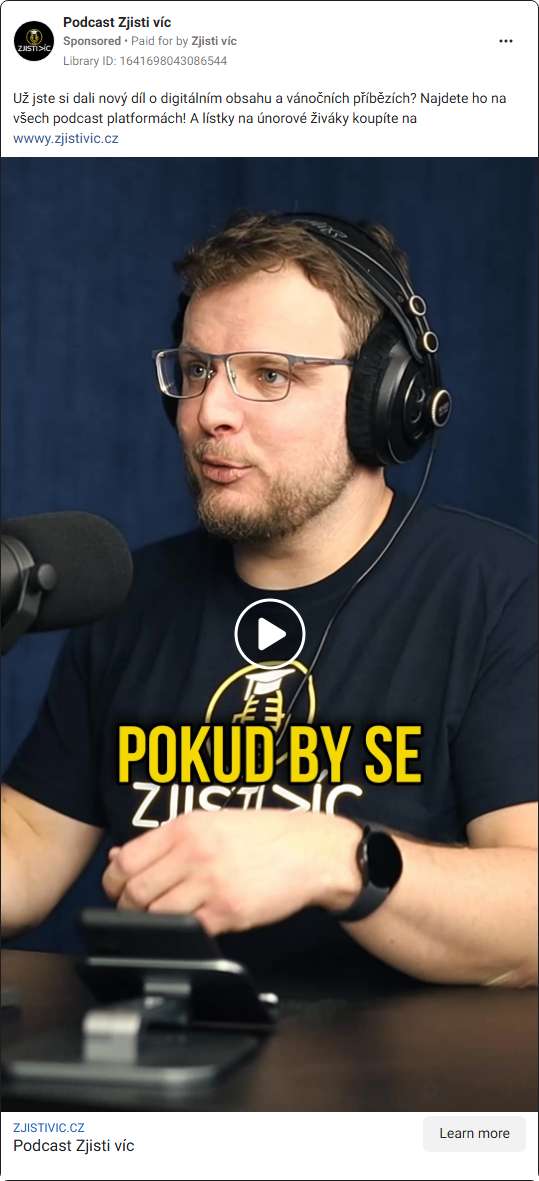 Podcast Zjisti víc
Sponsored • Paid for by Zjisti víc
Library ID: 1641698043086544
Už jste si dali nový díl o digitálním obsahu a vánočních příbězích? Najdete ho na
všech podcast platformách! A lístky na únorové živáky koupíte na
wwwy.zjistivic.cz
POKUD BY SE
ZJISTI VÍC
ZJISTIVIC.CZ
Podcast Zjisti víc
Learn more